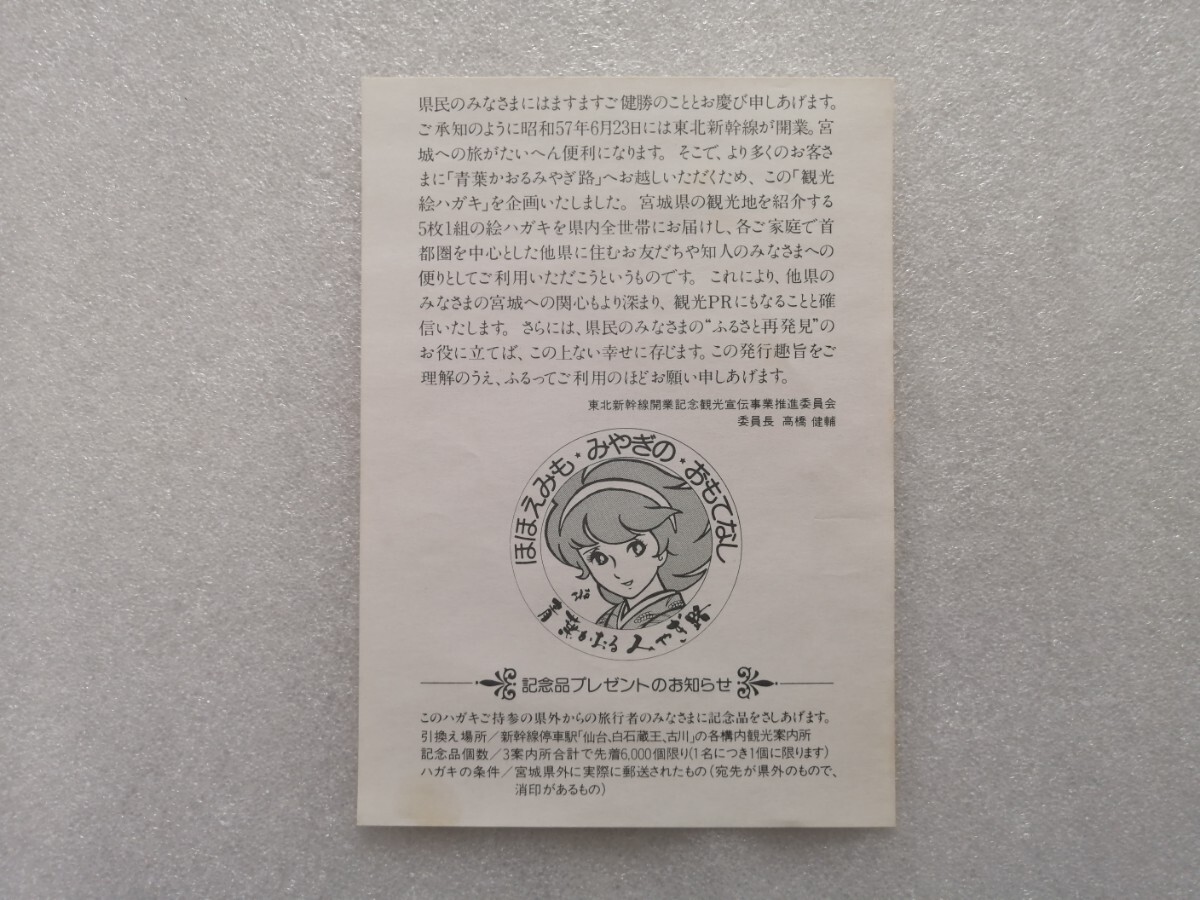 県民のみなさまにはますますご健勝のこととお慶び申しあげます。
ご承知のように昭和57年6月23日には東北新幹線が開業。宮
城への旅がたいへん便利になります。そこで、より多くのお客さ
まに「青葉かおるみやぎ路」へお越しいただくため、この「観光
絵ハガキ」を企画いたしました。宮城県の観光地を紹介する
5枚1組の絵ハガキを県内全世帯にお届けし、各ご家庭で首
都圏を中心とした他県に住むお友だちや知人のみなさまへの
便りとしてご利用いただこうというものです。これにより、他県の
みなさまの宮城への関心もより深まり、観光PRにもなることと確
信いたします。さらには、県民のみなさまの“ふるさと再発見”の
お役に立てば、この上ない幸せに存じます。この発行趣旨をご
理解のうえ、ふるってご利用のほどお願い申しあげます。
東北新幹線開業記念観光宣伝事業推進委員会
委員長 高橋 健輔
ほほえみも★みやぎの★おもてなし
青葉かおるみやぎ路
記念品プレゼントのお知らせ
このハガキご持参の県外からの旅行者のみなさまに記念品をさしあげます。
引換え場所/新幹線停車駅「仙台、白石蔵王、古川」の各構内観光案内所
記念品個数/3案内所合計で先着6,000個限り(1名につき1個に限ります)
ハガキの条件/宮城県外に実際に郵送されたもの(宛先が県外のもので、
消印があるもの)